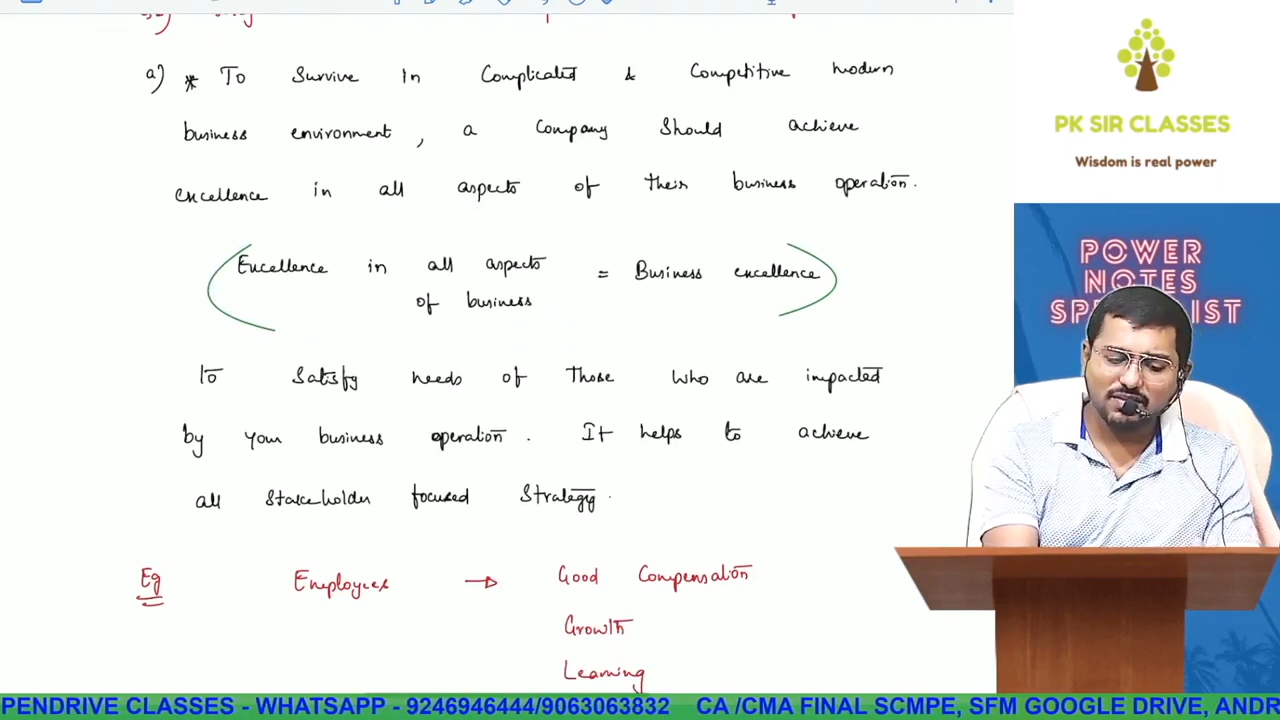 a) * To Survive in Complicated & Competitive modern
business environment, a Company Should achieve
excellence in all aspects of their business operation.
Excellence in all aspects = Business excellence
of business
To Satisfy needs of Those who are impacted
by your business operation. It helps to achieve
all Stakeholder focused Strategy.
Eg Employees → Good Compensation
Growth
Learning
PK SIR CLASSES
Wisdom is real power
POWER
NOTES
SP IST
PENDRIVE CLASSES - WHATSAPP - 9246946444/9063063832 CA /CMA FINAL SCMPE, SFM GOOGLE DRIVE, ANDR